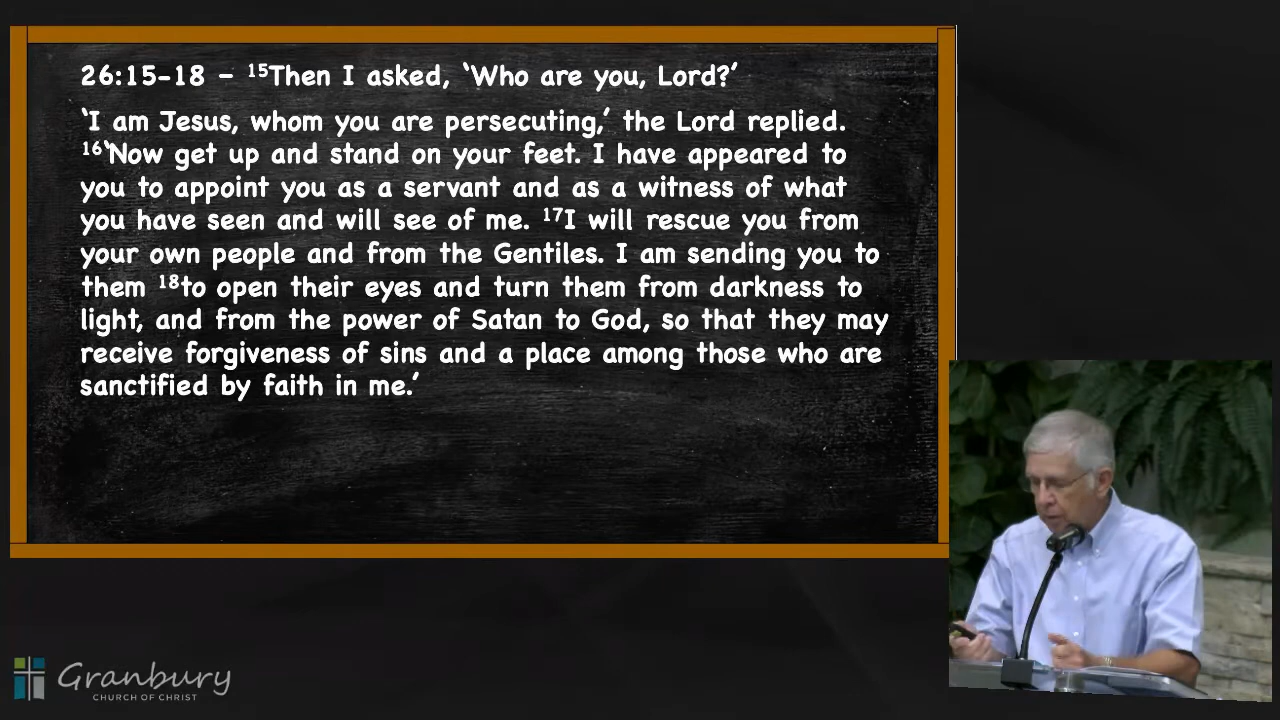 26:15-18 – ¹⁵Then I asked, ‘Who are you, Lord?’
‘I am Jesus, whom you are persecuting,’ the Lord replied.
¹⁶‘Now get up and stand on your feet. I have appeared to
you to appoint you as a servant and as a witness of what
you have seen and will see of me. ¹⁷I will rescue you from
your own people and from the Gentiles. I am sending you to
them ¹⁸to open their eyes and turn them from darkness to
light, and from the power of Satan to God, so that they may
receive forgiveness of sins and a place among those who are
sanctified by faith in me.’
Granbury
CHURCH OF CHRIST